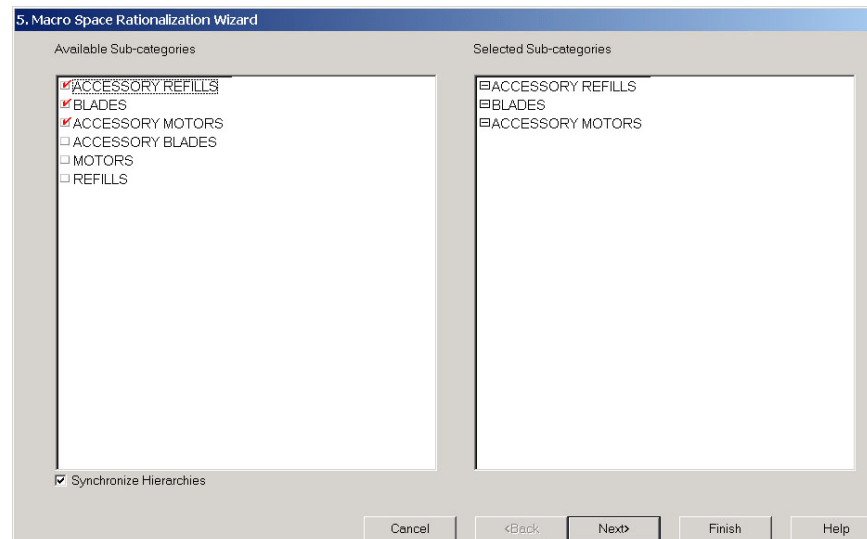 5. Macro Space Rationalization Wizard
Available Sub-categories
ACCESSORY REFILLS
BLADES
ACCESSORY MOTORS
ACCESSORY BLADES
MOTORS
REFILLS
Synchronize Hierarchies
Selected Sub-categories
ACCESSORY REFILLS
BLADES
ACCESSORY MOTORS
Cancel <Back Next> Finish Help